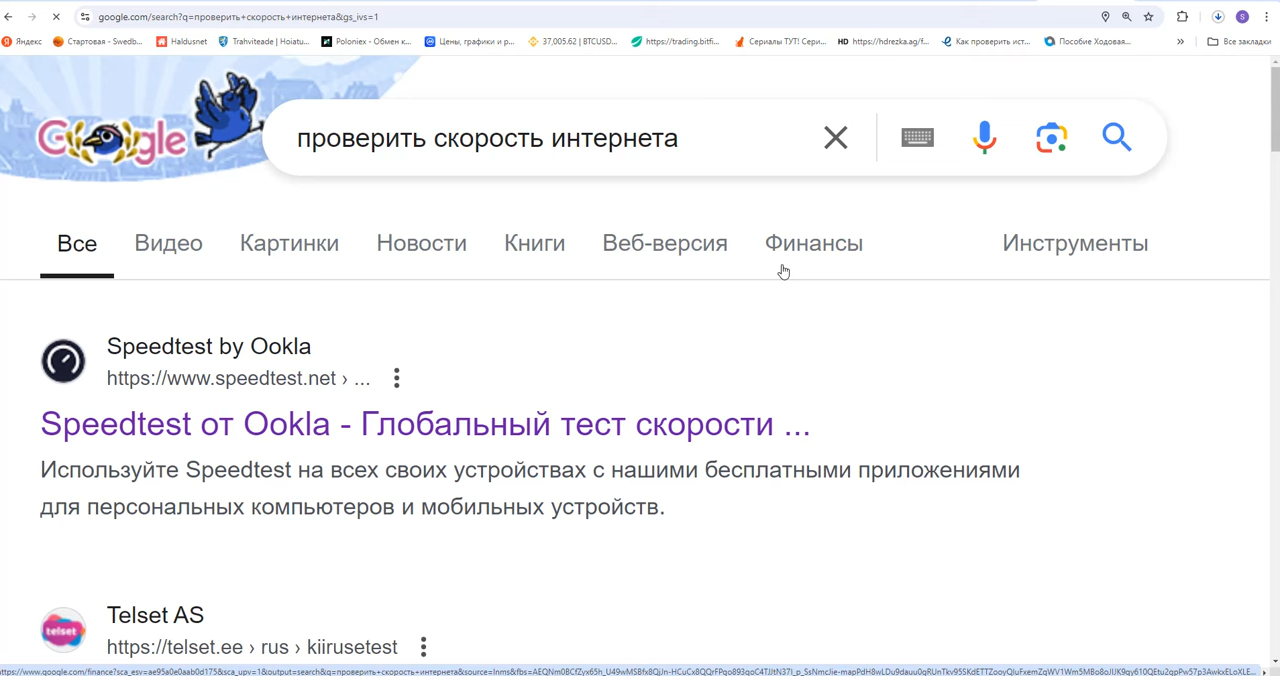 google.com/search?q=проверить+скорость+интернета&gs_ivs=1
S
Яндекс
Стартовая - Swedb...
Haldusnet
Trahviteade | Hoiatu...
Poloniex - Обмен к...
Цены, графики и р...
37,005.62 | BTCUSD...
https://trading.bitfi...
Сериалы ТУТ! Сери...
HD https://hdrezka.ag/f...
Как проверить ист...
Пособие Ходовая...
»
Все закладки
Google
проверить скорость интернета
Все Видео Картинки Новости Книги Веб-версия Финансы Инструменты
Speedtest by Ookla
https://www.speedtest.net › ...
Speedtest от Ookla - Глобальный тест скорости ...
Используйте Speedtest на всех своих устройствах с нашими бесплатными приложениями
для персональных компьютеров и мобильных устройств.
telset
Telset AS
https://telset.ee › rus › kiirusetest